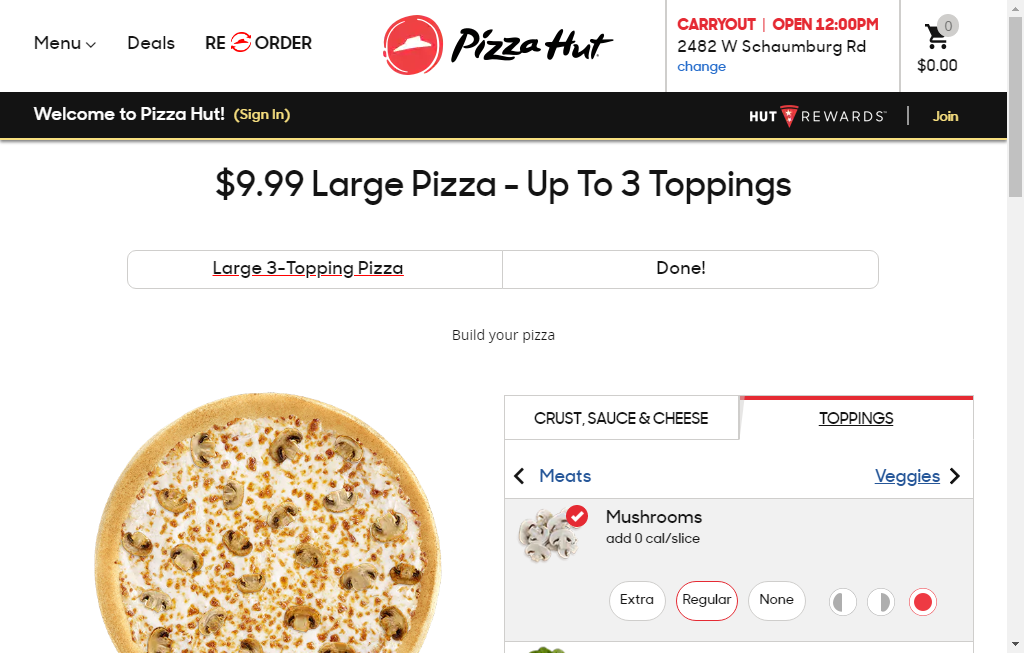 Menu
Deals
RE ORDER
Pizza Hut
CARRYOUT | OPEN 12:00PM
2482 W Schaumburg Rd
change
0
$0.00
Welcome to Pizza Hut! (Sign In)
HUT REWARDS | Join
$9.99 Large Pizza - Up To 3 Toppings
Large 3-Topping Pizza
Done!
Build your pizza
CRUST, SAUCE & CHEESE
TOPPINGS
Meats
Veggies
Mushrooms
add 0 cal/slice
Extra
Regular
None